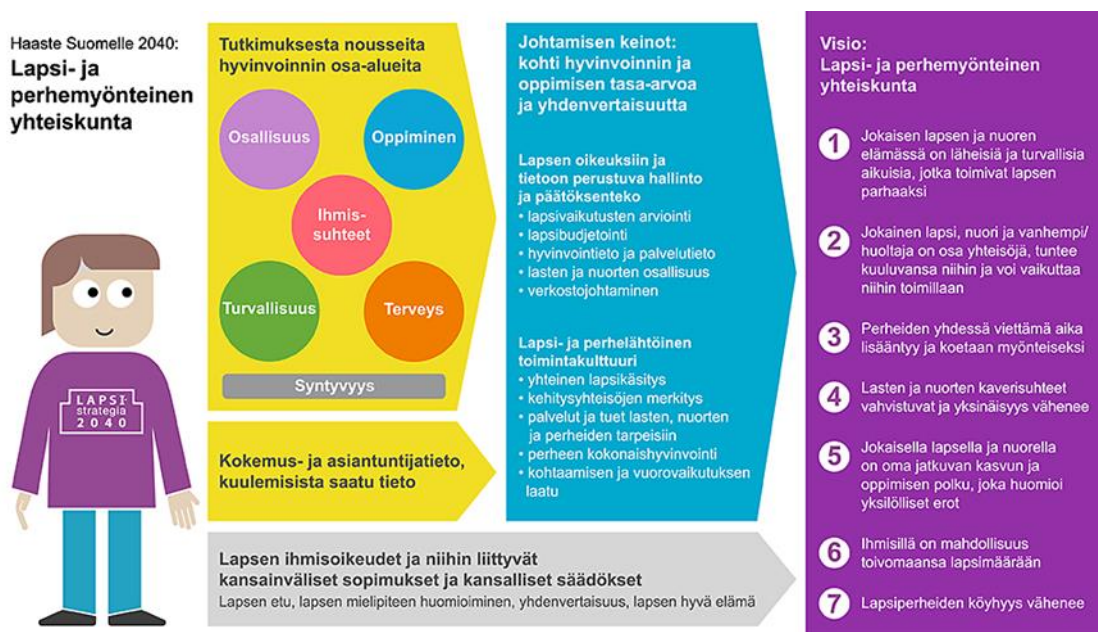 Haaste Suomelle 2040:
Lapsi- ja
perhemyönteinen
yhteiskunta
LAPSI
strategia
2040
Tutkimuksesta nousseita
hyvinvoinnin osa-alueita
Osallisuus
Oppiminen
Ihmis-
suhteet
Turvallisuus
Terveys
Syntyvyys
Kokemus- ja asiantuntijatieto,
kuulemisista saatu tieto
Johtamisen keinot:
kohti hyvinvoinnin ja
oppimisen tasa-arvoa
ja yhdenvertaisuutta
Lapsen oikeuksiin ja
tietoon perustuva hallinto
ja päätöksenteko
• lapsivaikutusten arviointi
• lapsibudjetointi
• hyvinvointieto ja palvelutieto
• lasten ja nuorten osallisuus
• verkostojohtaminen
Lapsi- ja perhelähtöinen
toimintakulttuuri
• yhteinen lapsikäsitys
• kehitysyhteisöjen merkitys
• palvelut ja tuet lasten, nuorten
ja perheiden tarpeisiin
• perheen kokonaishyvinvointi
• kohtaamisen ja vuorovaikutuksen
laatu
Lapsen ihmisoikeudet ja niihin liittyvät
kansainväliset sopimukset ja kansalliset säädökset
Lapsen etu, lapsen mielipiteen huomioiminen, yhdenvertaisuus, lapsen hyvä elämä
Visio:
Lapsi- ja perhemyönteinen
yhteiskunta
1 Jokaisen lapsen ja nuoren
elämässä on läheisiä ja turvallisia
aikuisia, jotka toimivat lapsen
parhaaksi
2 Jokainen lapsi, nuori ja vanhempi/
huoltaja on osa yhteisöjä, tuntee
kuuluvansa niihin ja voi vaikuttaa
niihin toimillaan
3 Perheiden yhdessä viettämä aika
lisääntyy ja koetaan myönteiseksi
4 Lasten ja nuorten kaverisuhteet
vahvistuvat ja yksinäisyys vähenee
5 Jokaisella lapsella ja nuorella
on oma jatkuvan kasvun ja
oppimisen polku, joka huomioi
yksilölliset erot
6 Ihmisillä on mahdollisuus
toivomaansa lapsimäärään
7 Lapsiperheiden köyhyys vähenee